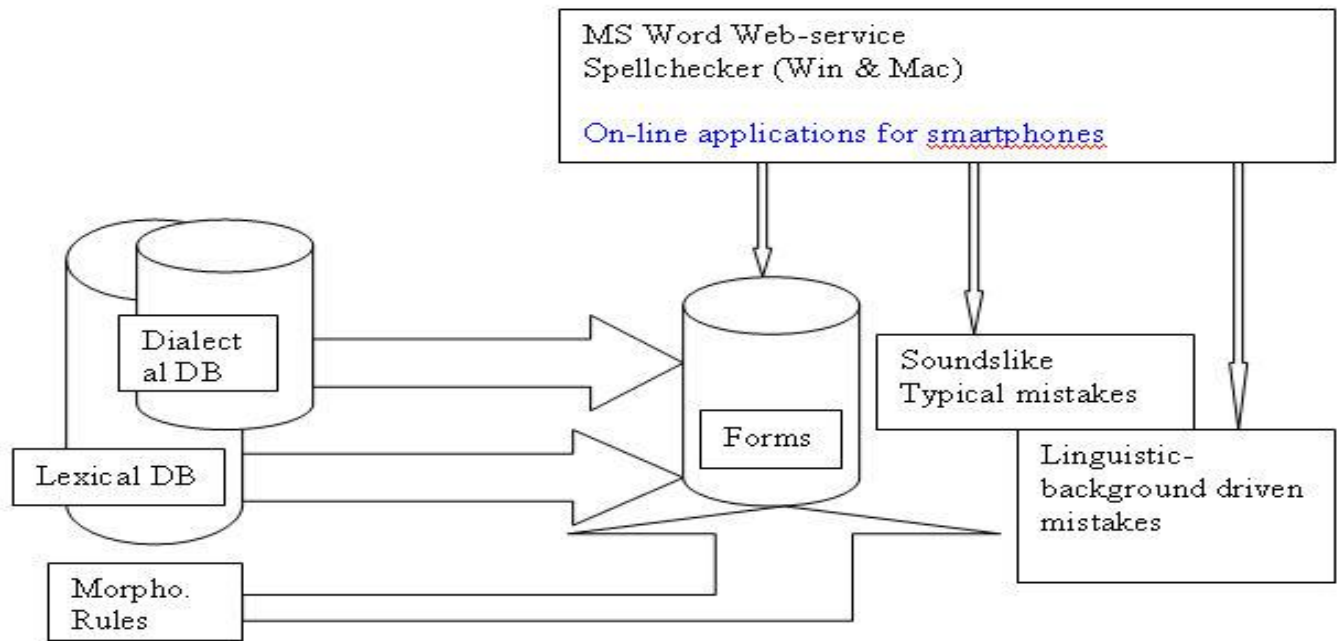 MS Word Web-service
Spellchecker (Win & Mac)
On-line applications for smartphones
Dialect
al DB
Lexical DB
Morpho.
Rules
Forms
Soundslike
Typical mistakes
Linguistic-
background driven
mistakes